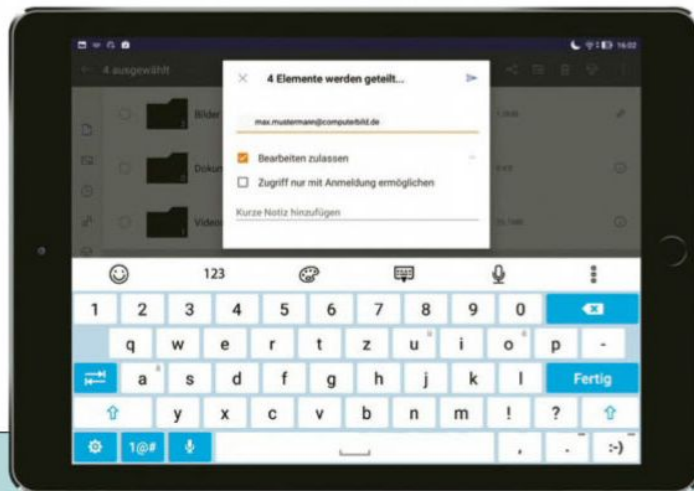 16:02
4 ausgewählt
4 Elemente werden geteilt...
max.mustermann@computerbild.de
Bilder
Bearbeiten zulassen
Dokum
Zugriff nur mit Anmeldung ermöglichen
Videos
Kurze Notiz hinzufügen
123
1 2 3 4 5 6 7 8 9 0
q w e r t z u i o p -
a s d f g h j k l Fertig
y x c v b n m ! ?
1@# , . :-)